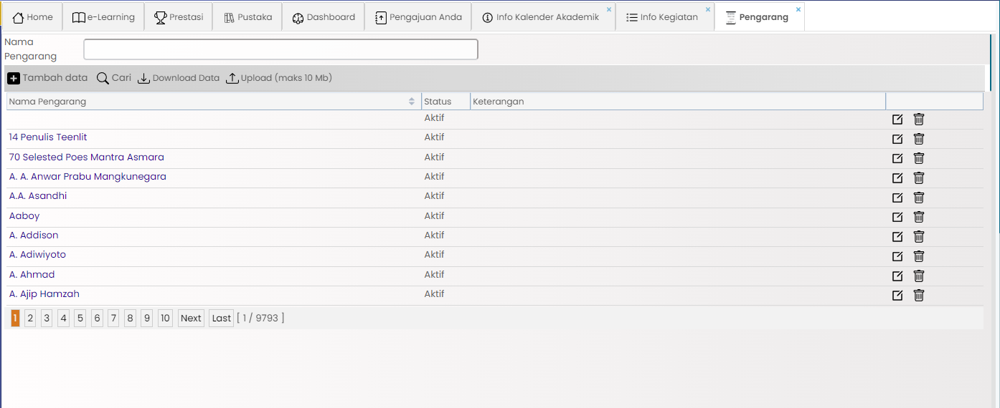 Home e-Learning Prestasi Pustaka Dashboard Pengajuan Anda Info Kalender Akademik × Info Kegiatan × Pengarang ×
Nama
Pengarang
Tambah data Cari Download Data Upload (maks 10 Mb)
Nama Pengarang Status Keterangan
Aktif
14 Penulis Teenlit Aktif
70 Selested Poes Mantra Asmara Aktif
A. A. Anwar Prabu Mangkunegara Aktif
A.A. Asandhi Aktif
Aaboy Aktif
A. Addison Aktif
A. Adiwiyoto Aktif
A. Ahmad Aktif
A. Ajip Hamzah Aktif
1 2 3 4 5 6 7 8 9 10 Next Last [ 1 / 9793 ]